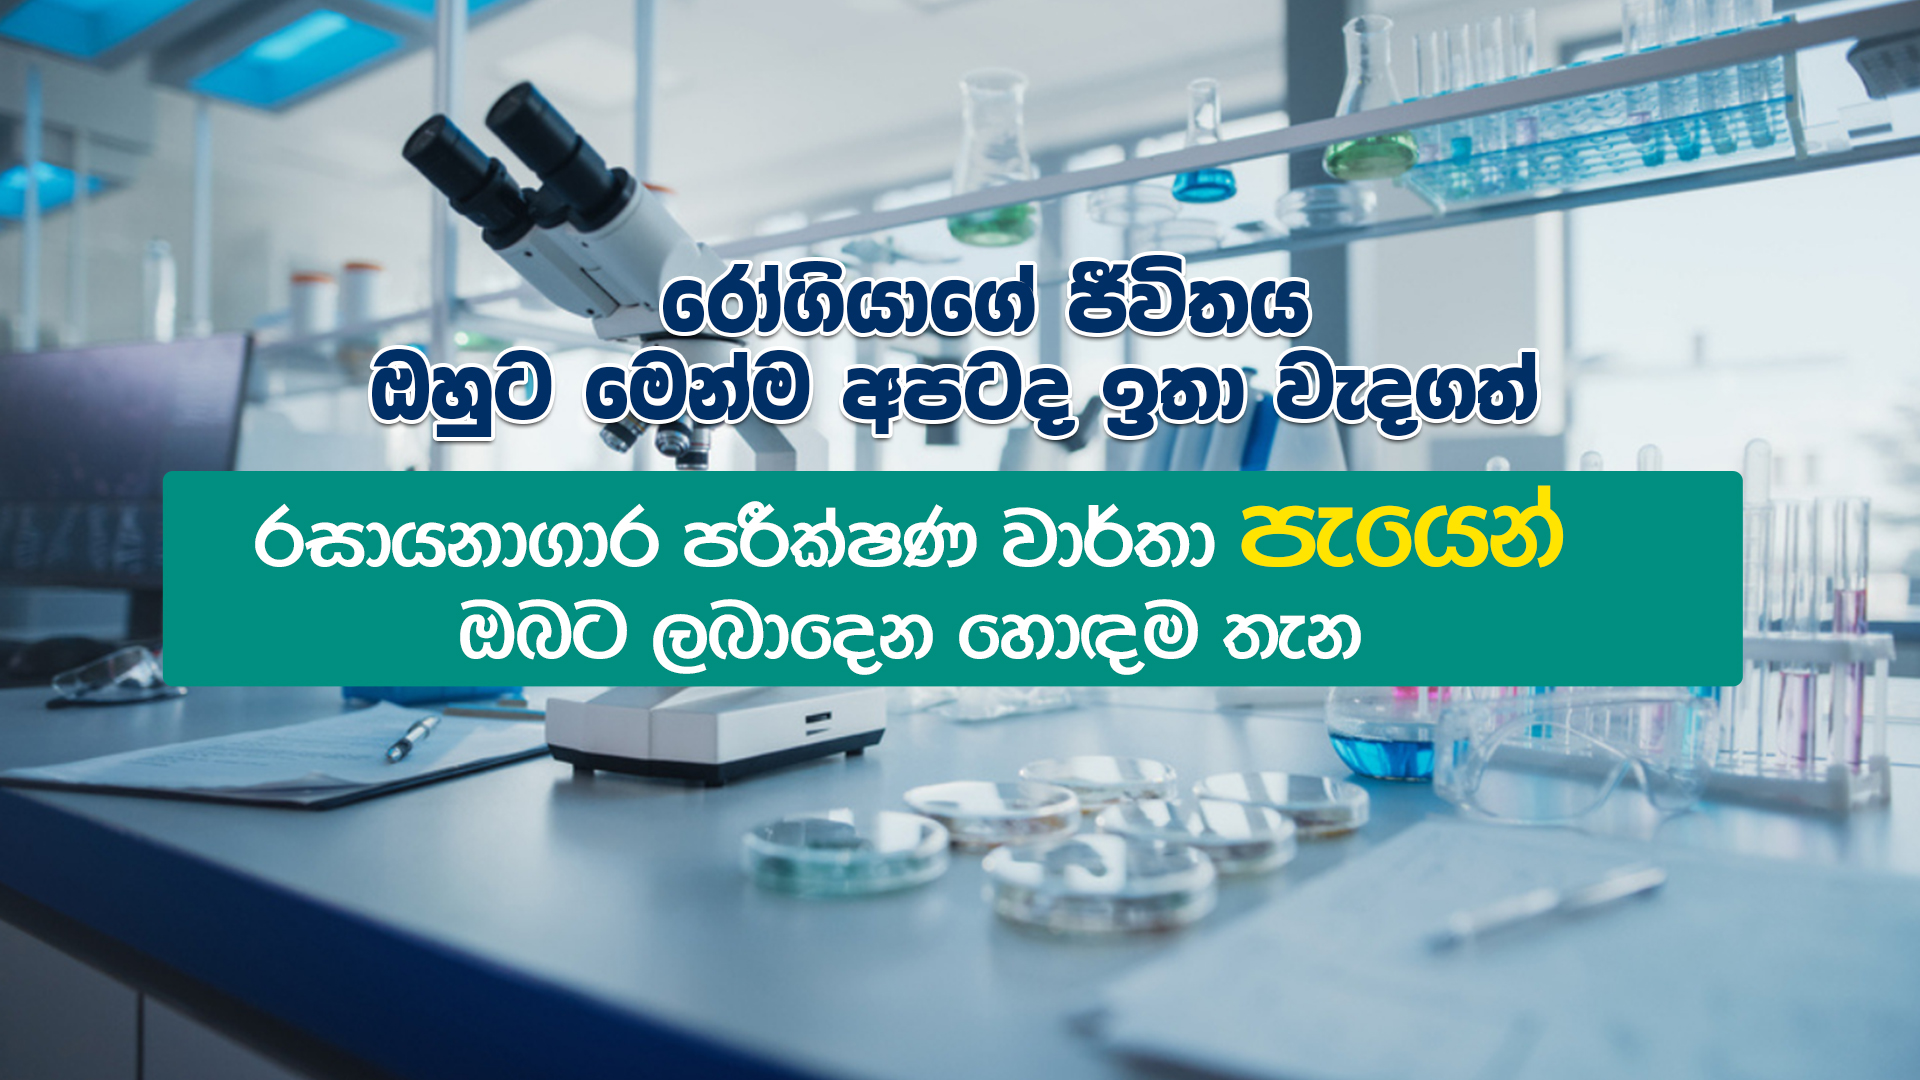 රෝගියාගේ ජීවිතය
ඔහුට මෙන්ම අපටද ඉතා වැදගත්
රසායනාගාර පරීක්ෂණ වාර්තා පැයෙන්
ඔබට ලබාදෙන හොඳම තැන